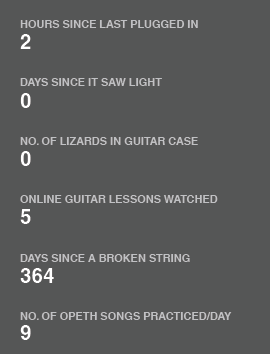 HOURS SINCE LAST PLUGGED IN
2
DAYS SINCE IT SAW LIGHT
0
NO. OF LIZARDS IN GUITAR CASE
0
ONLINE GUITAR LESSONS WATCHED
5
DAYS SINCE A BROKEN STRING
364
NO. OF OPETH SONGS PRACTICED/DAY
9